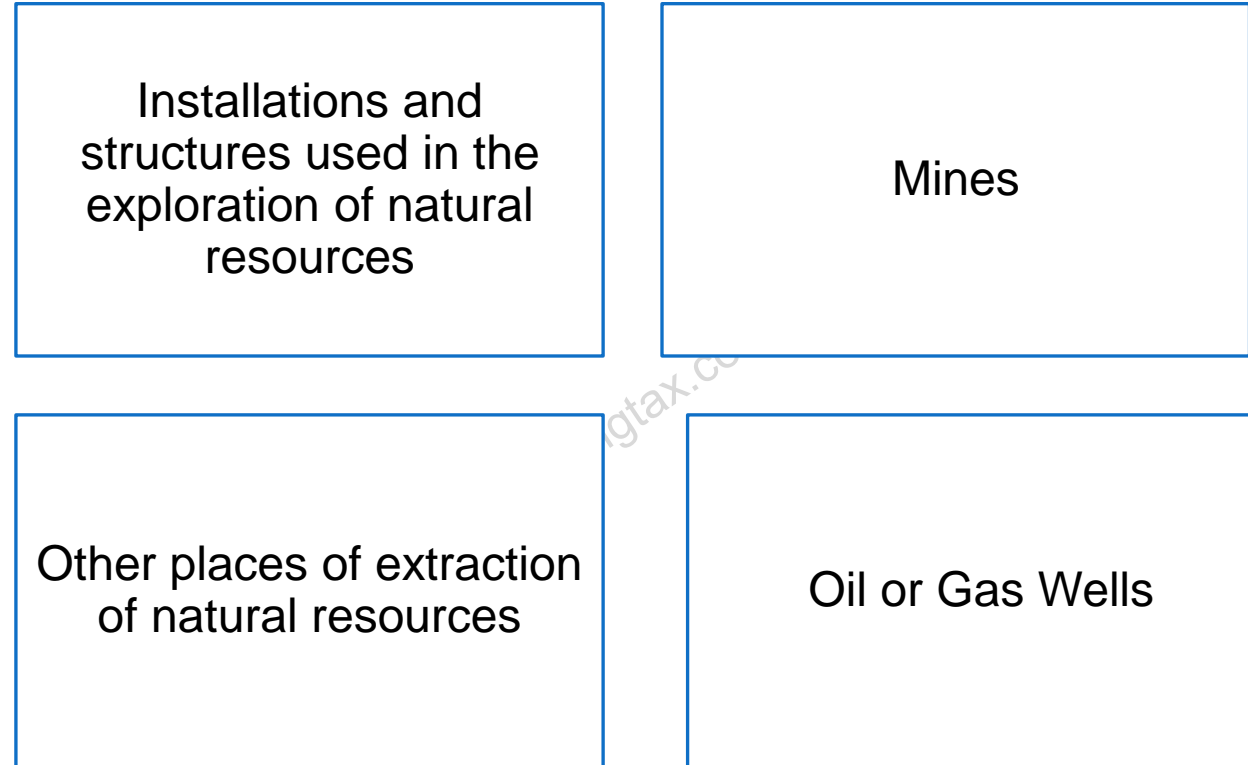 Installations and
structures used in the
exploration of natural
resources
Mines
Other places of extraction
of natural resources
Oil or Gas Wells